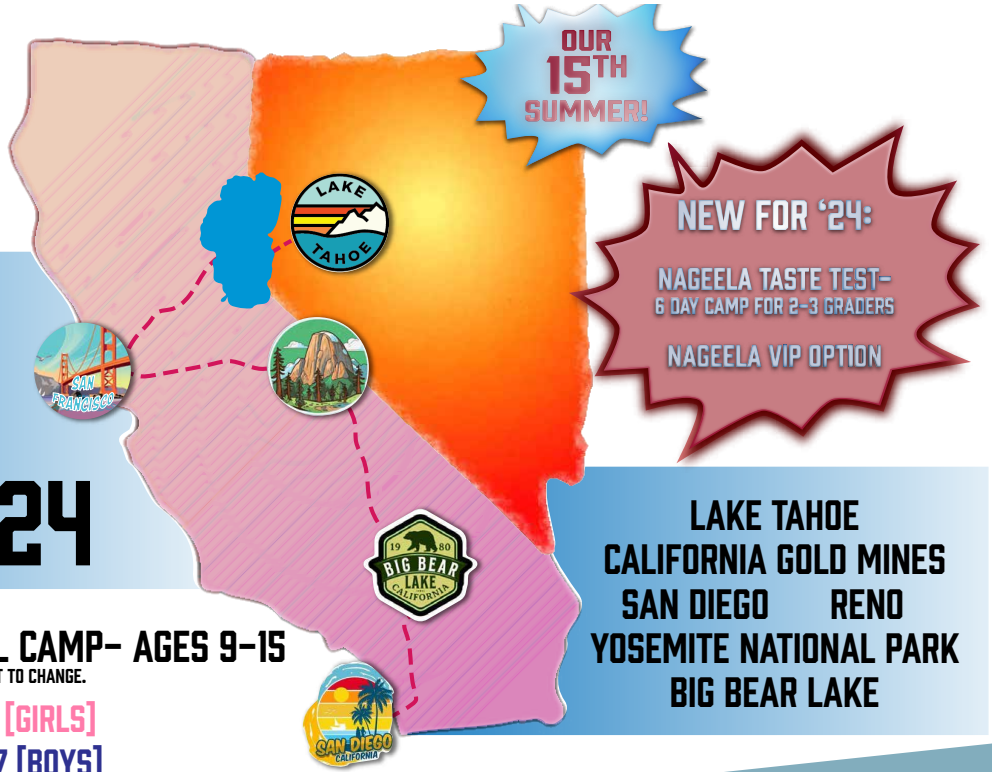 OUR
15TH
SUMMER!
NEW FOR ‘24:
NAGEELA TASTE TEST–
6 DAY CAMP FOR 2–3 GRADERS
NAGEELA VIP OPTION
LAKE
TAHOE
SAN
FRANCISCO
19 80
BIG BEAR
LAKE
CALIFORNIA
SAN DIEGO
CALIFORNIA
24
L CAMP– AGES 9–15
T TO CHANGE.
[GIRLS]
7 [BOYS]
LAKE TAHOE
CALIFORNIA GOLD MINES
SAN DIEGO RENO
YOSEMITE NATIONAL PARK
BIG BEAR LAKE